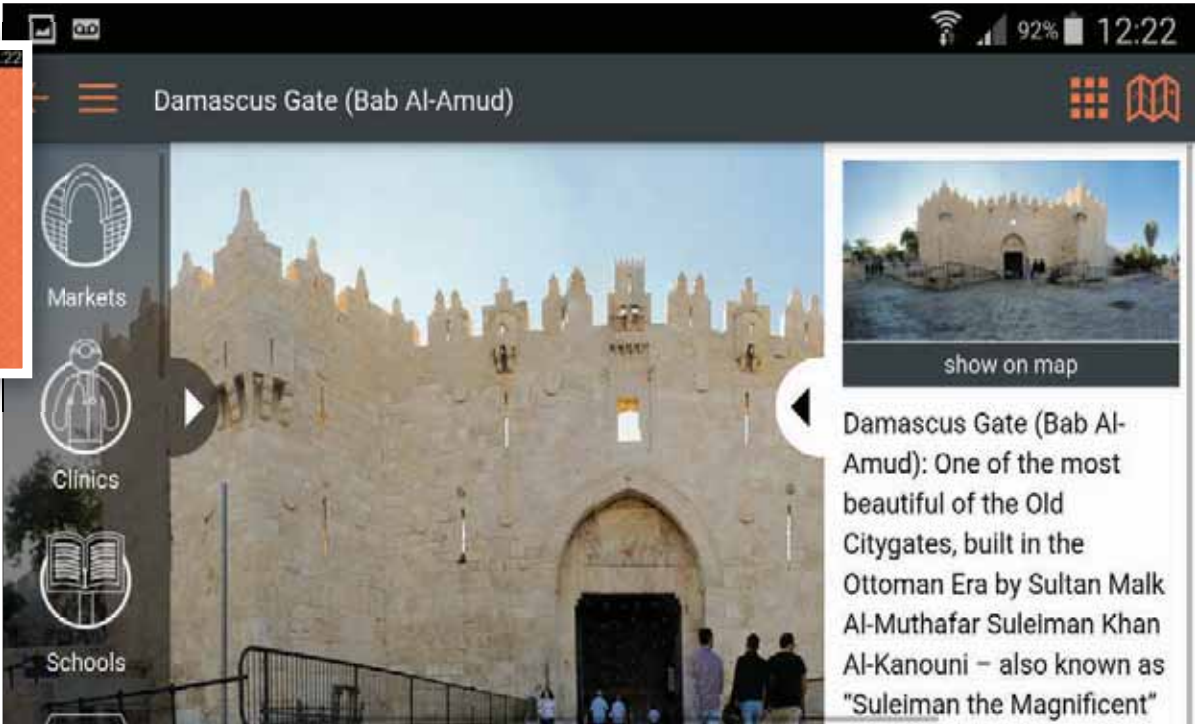 92% 12:22
:22
Damascus Gate (Bab Al-Amud)
Markets
Clinics
Schools
show on map
Damascus Gate (Bab Al-
Amud): One of the most
beautiful of the Old
Citygates, built in the
Ottoman Era by Sultan Malk
Al-Muthafar Suleiman Khan
Al-Kanouni – also known as
"Suleiman the Magnificent"